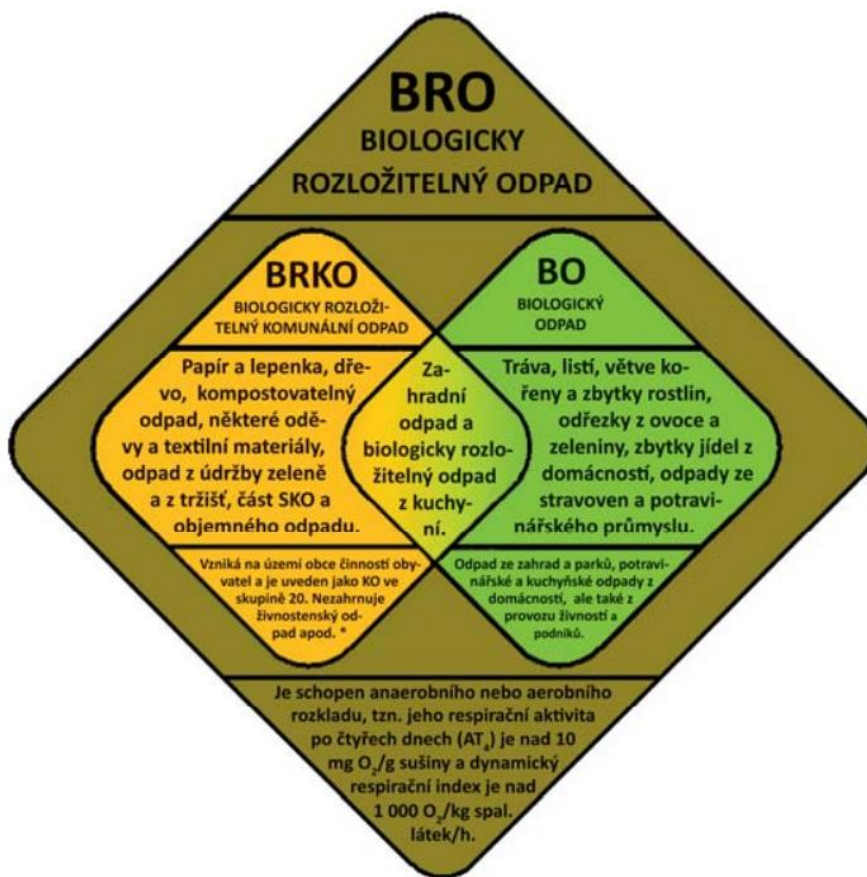 BRO
BIOLOGICKY
ROZLOŽITELNÝ ODPAD
BRKO
BIOLOGICKY ROZLOŽI-
TELNÝ KOMUNÁLNÍ ODPAD
Papír a lepenka, dře-
vo, kompostovatelný
odpad, některé odě-
vy a textilní materiály,
odpad z údržby zeleně
a z tržišť, část SKO a
objemného odpadu.
Vzniká na území obce činností oby-
vatel a je uveden jako KO ve
skupině 20. Nezahrnuje
živnostenský od-
pad apod. *
Za-
hradní
odpad a
biologicky rozlo-
žitelný odpad
z kuchy-
ní.
BO
BIOLOGICKÝ
ODPAD
Tráva, listí, větve ko-
řeny a zbytky rostlin,
odřezky z ovoce a
zeleniny, zbytky jídel z
domácností, odpady ze
stravoven a potravi-
nářského průmyslu.
Odpad ze zahrad a parků, potravi-
nářské a kuchyňské odpady z
domácností, ale také z
provozu živností a
podniků.
Je schopen anaerobního nebo aerobního
rozkladu, tzn. jeho respirační aktivita
po čtyřech dnech (AT₄) je nad 10
mg O₂/g sušiny a dynamický
respirační index je nad
1 000 O₂/kg spal.
látek/h.